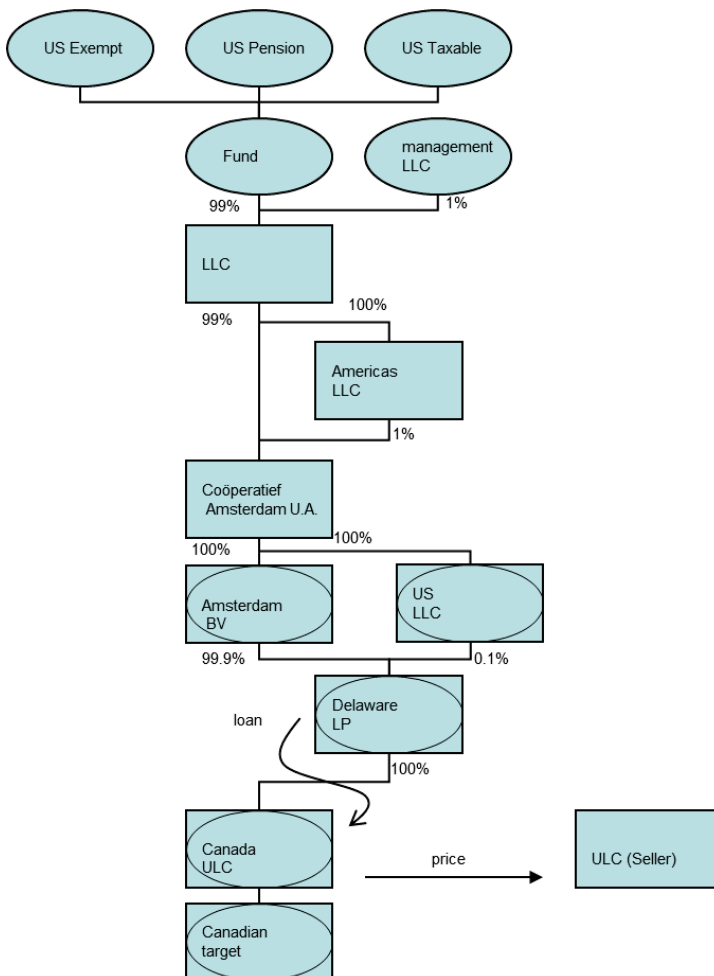 US Exempt
US Pension
US Taxable
Fund
management
LLC
99%
1%
LLC
99%
100%
Americas
LLC
1%
Coöperatief
Amsterdam U.A.
100%
100%
Amsterdam
BV
US
LLC
99.9%
0.1%
Delaware
LP
loan
100%
Canada
ULC
price
ULC (Seller)
Canadian
target